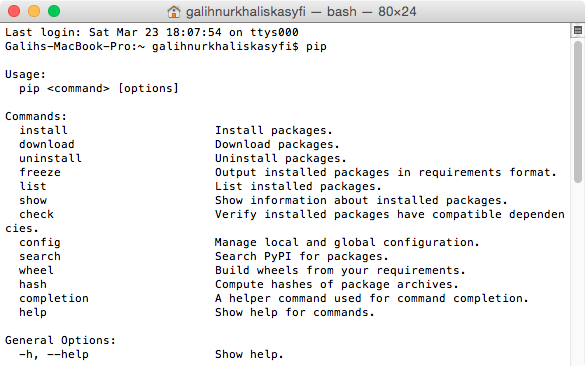 galihnurkhaliskasyfi — bash — 80×24
Last login: Sat Mar 23 18:07:54 on ttys000
Galihs-MacBook-Pro:~ galihnurkhaliskasyfi$ pip
Usage:
pip <command> [options]
Commands:
install Install packages.
download Download packages.
uninstall Uninstall packages.
freeze Output installed packages in requirements format.
list List installed packages.
show Show information about installed packages.
check Verify installed packages have compatible dependen
cies.
config Manage local and global configuration.
search Search PyPI for packages.
wheel Build wheels from your requirements.
hash Compute hashes of package archives.
completion A helper command used for command completion.
help Show help for commands.
General Options:
-h, --help Show help.